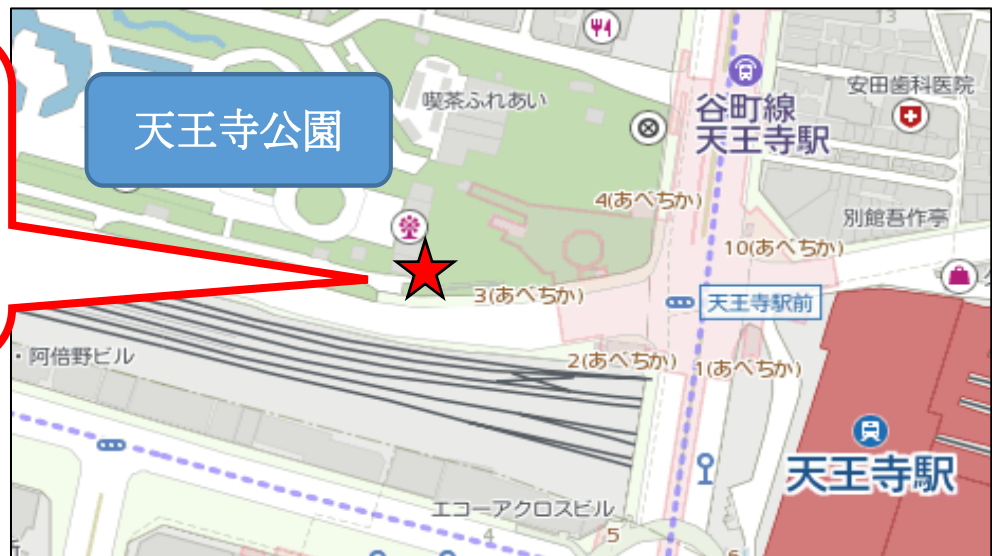 13
安田歯科医院
喫茶ふれあい
谷町線
天王寺駅
天王寺公園
4(あべちか)
別館吾作亭
10(あべちか)
3(あべちか)
天王寺駅前
・阿倍野ビル
2(あべちか)
1(あべちか)
天王寺駅
エコーアクロスビル
4
5
6